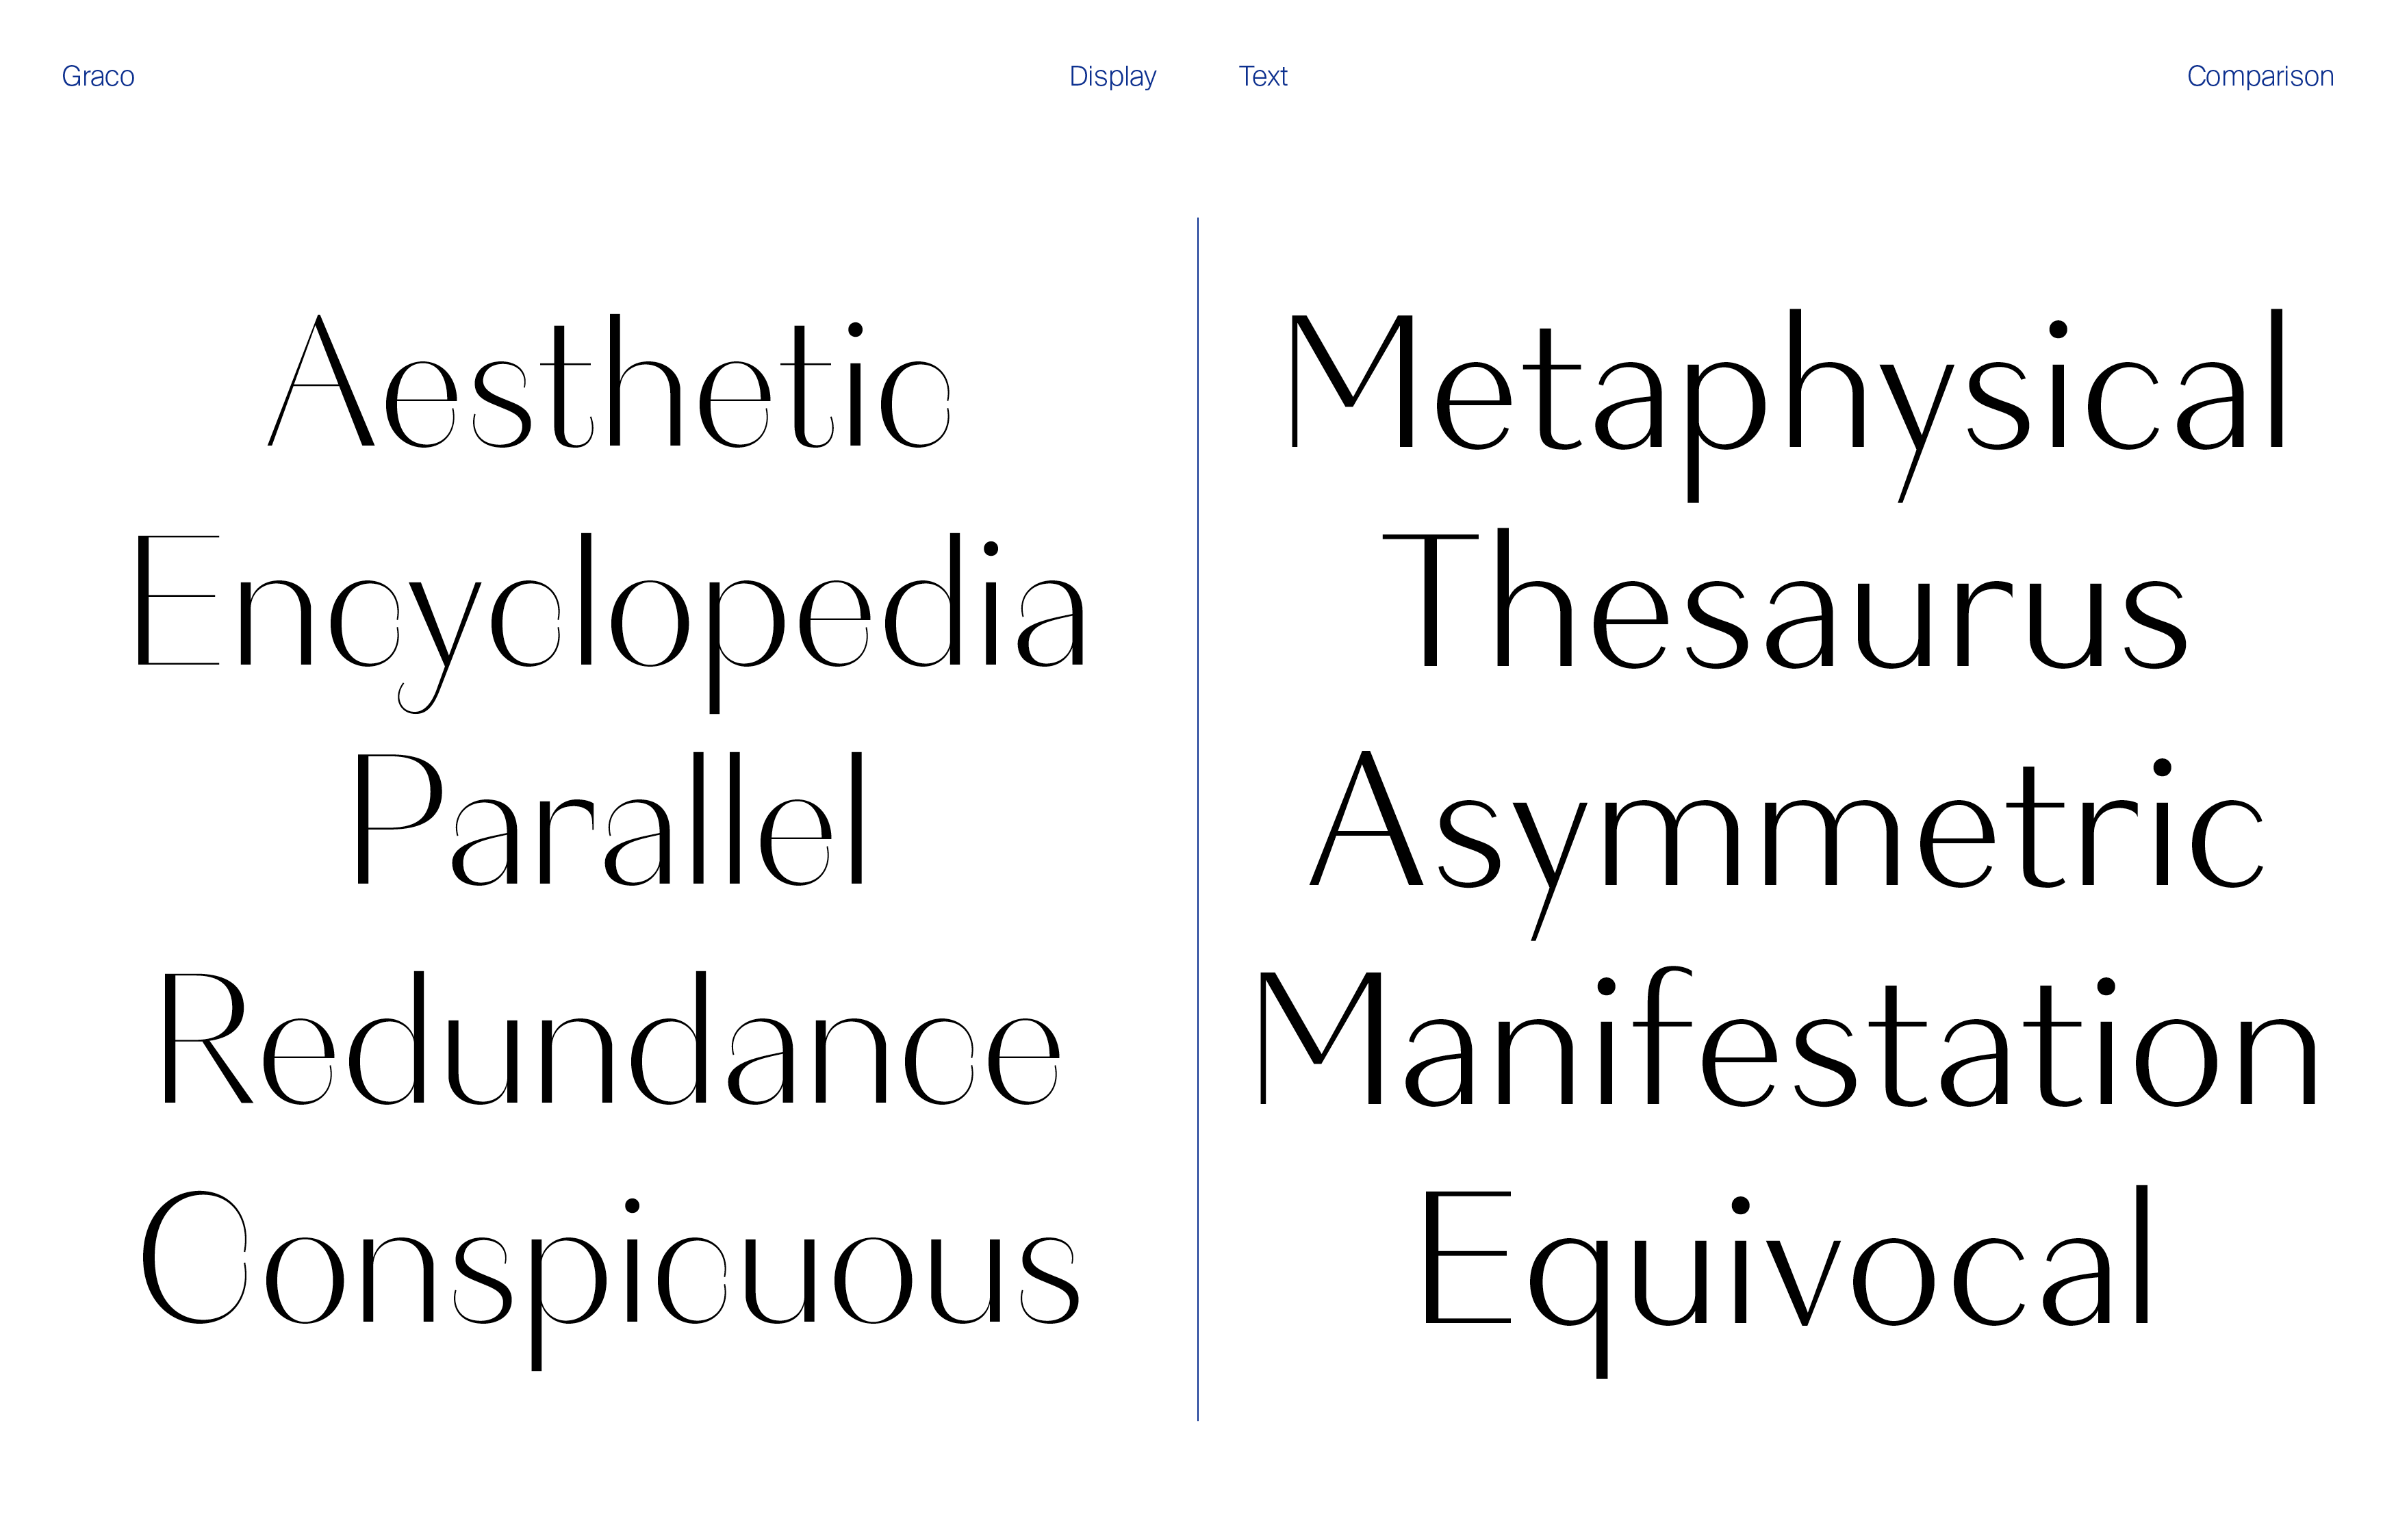 Graco Display Text Comparison
Aesthetic
Encyclopedia
Parallel
Redundance
Conspicuous
Metaphysical
Thesaurus
Asymmetric
Manifestation
Equivocal